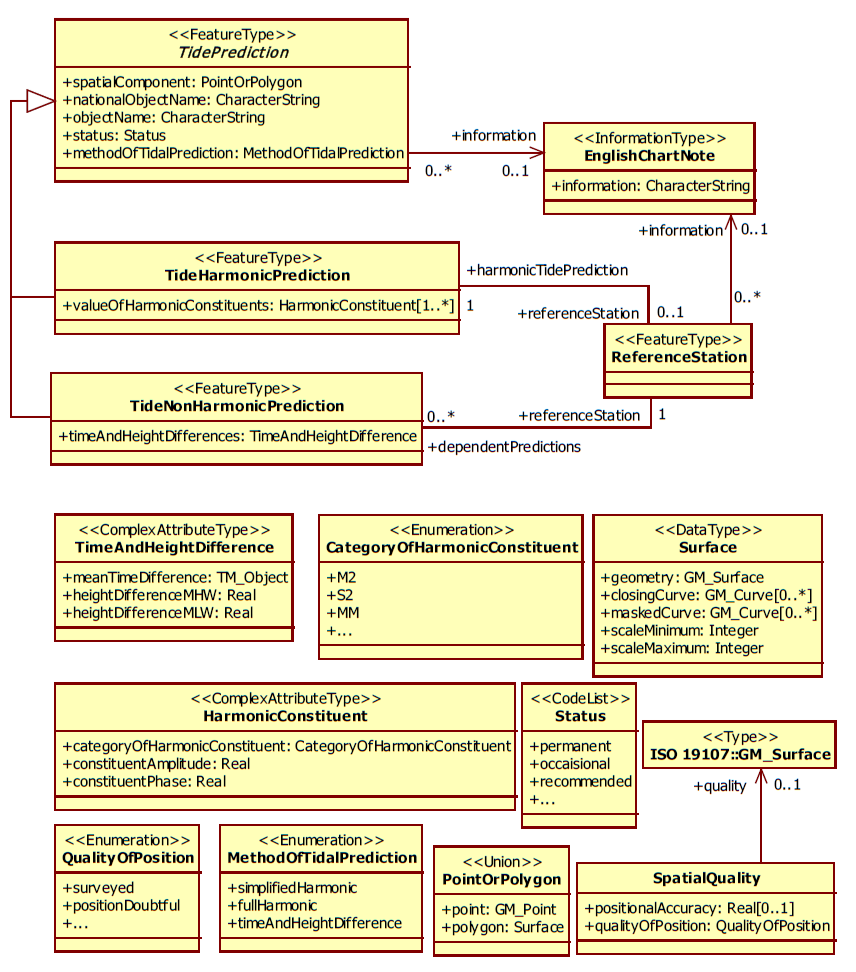 <<FeatureType>>
TidePrediction
+spatialComponent: PointOrPolygon
+nationalObjectName: CharacterString
+objectName: CharacterString
+status: Status
+methodOfTidalPrediction: MethodOfTidalPrediction
+information
0..*
0..1
<<InformationType>>
EnglishChartNote
+information: CharacterString
+information
0..1
0..*
<<FeatureType>>
TideHarmonicPrediction
+valueOfHarmonicConstituents: HarmonicConstituent[1..*]
+harmonicTidePrediction
1
+referenceStation
0..1
<<FeatureType>>
ReferenceStation
<<FeatureType>>
TideNonHarmonicPrediction
+timeAndHeightDifferences: TimeAndHeightDifference
0..*
+referenceStation
1
+dependentPredictions
<<ComplexAttributeType>>
TimeAndHeightDifference
+meanTimeDifference: TM_Object
+heightDifferenceMHW: Real
+heightDifferenceMLW: Real
<<Enumeration>>
CategoryOfHarmonicConstituent
+M2
+S2
+MM
+...
<<DataType>>
Surface
+geometry: GM_Surface
+closingCurve: GM_Curve[0..*]
+maskedCurve: GM_Curve[0..*]
+scaleMinimum: Integer
+scaleMaximum: Integer
<<ComplexAttributeType>>
HarmonicConstituent
+categoryOfHarmonicConstituent: CategoryOfHarmonicConstituent
+constituentAmplitude: Real
+constituentPhase: Real
<<CodeList>>
Status
+permanent
+occaisional
+recommended
+...
<<Type>>
ISO 19107::GM_Surface
+quality
0..1
<<Enumeration>>
QualityOfPosition
+surveyed
+positionDoubtful
+...
<<Enumeration>>
MethodOfTidalPrediction
+simplifiedHarmonic
+fullHarmonic
+timeAndHeightDifference
<<Union>>
PointOrPolygon
+point: GM_Point
+polygon: Surface
SpatialQuality
+positionalAccuracy: Real[0..1]
+qualityOfPosition: QualityOfPosition